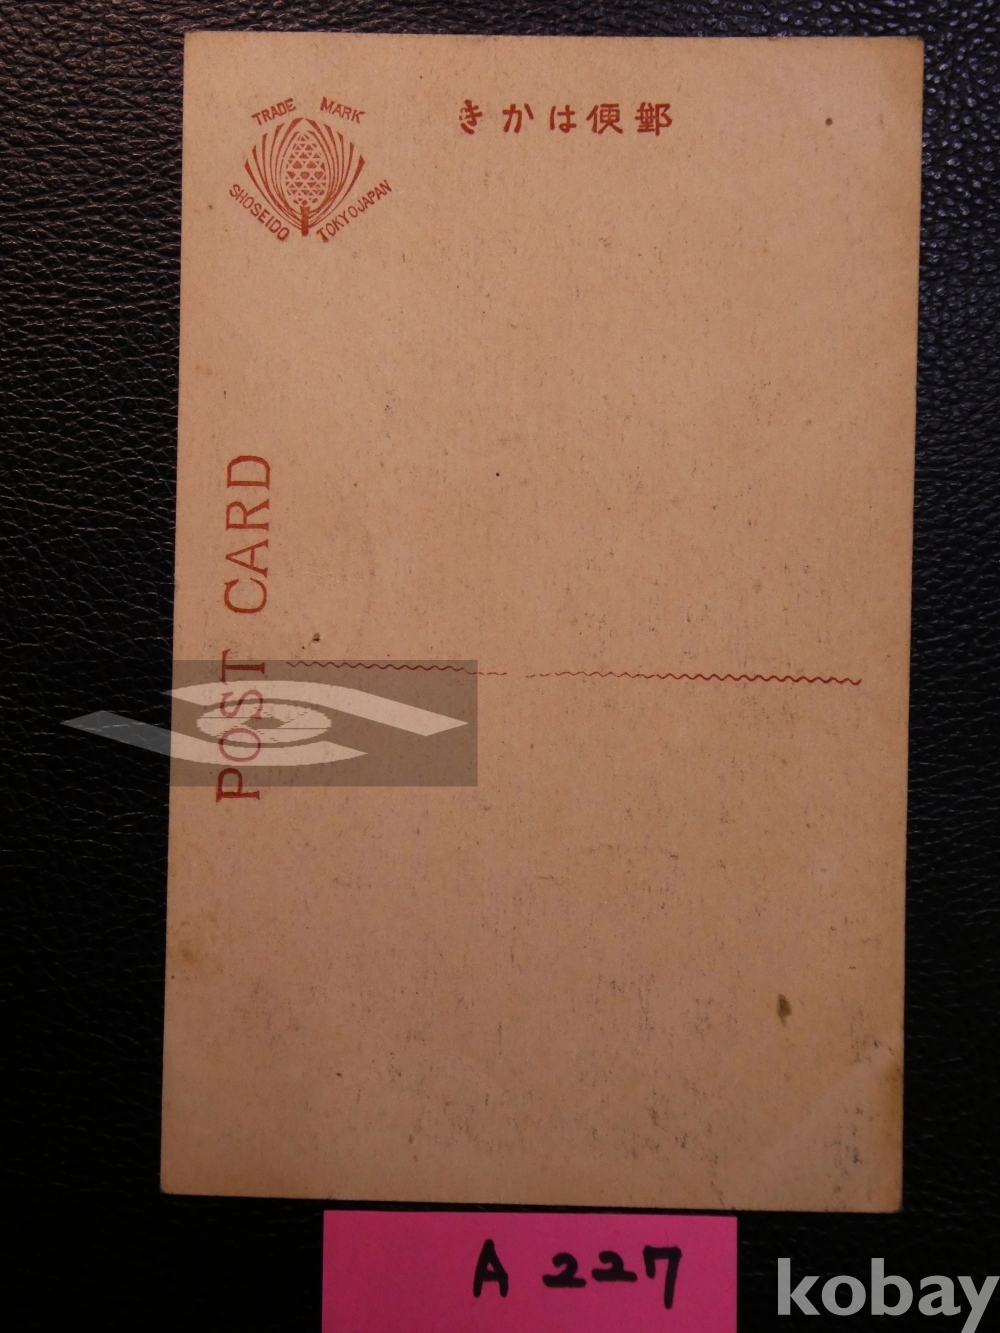 きかは便郵
TRADE MARK
SHOSEIDO TOKYO JAPAN
POST CARD
A 227
kobay